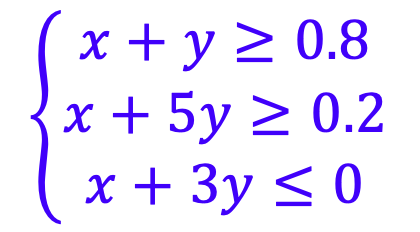 x + y ≥ 0.8
x + 5y ≥ 0.2
x + 3y ≤ 0